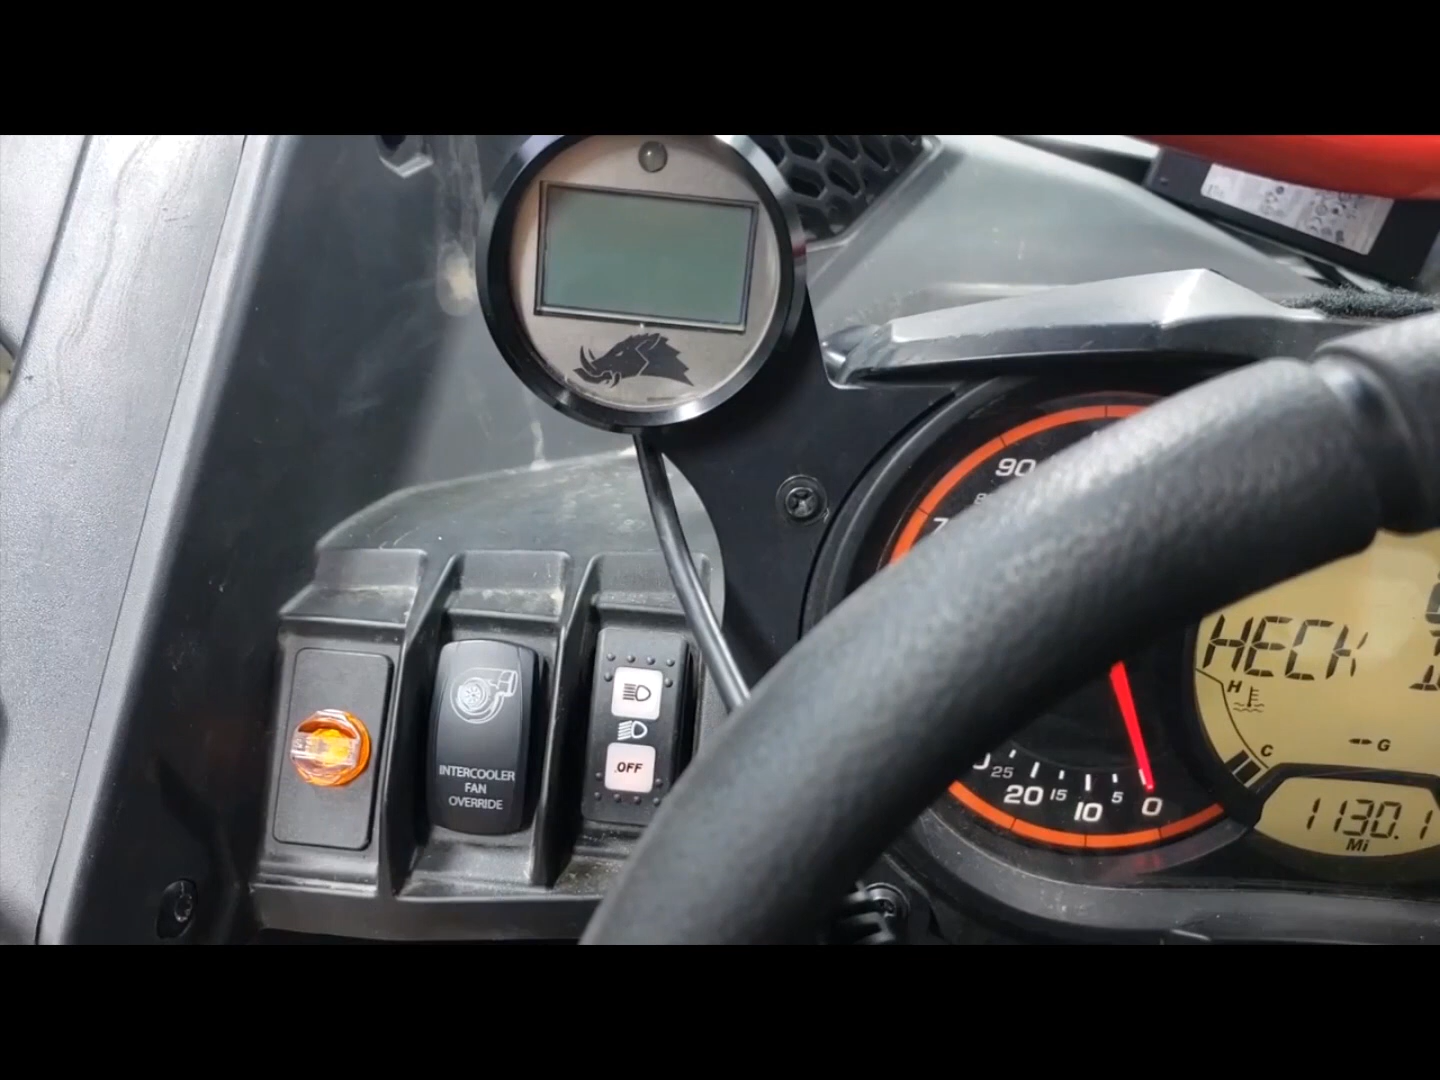 90
HECK
H
C
G
INTERCOOLER
FAN
OVERRIDE
OFF
25
20
15
10
5
0
1130.1
Mi